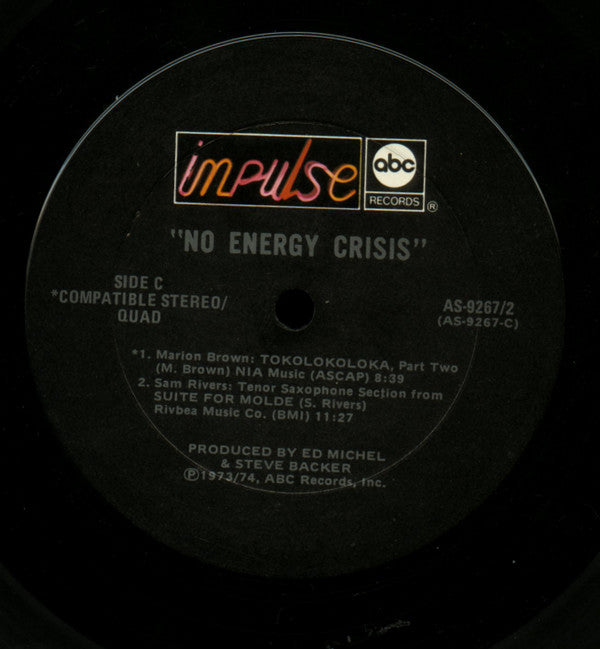 impulse
abc
RECORDS ®
"NO ENERGY CRISIS"
SIDE C
*COMPATIBLE STEREO/
QUAD
AS-9267/2
(AS-9267-C)
*1. Marion Brown: TOKOLOKOLOKA, Part Two
(M. Brown) NIA Music (ASCAP) 8:39
2. Sam Rivers: Tenor Saxophone Section from
SUITE FOR MOLDE (S. Rivers)
Rivbea Music Co. (BMI) 11:27
PRODUCED BY ED MICHEL
& STEVE BACKER
℗1973/74, ABC Records, Inc.